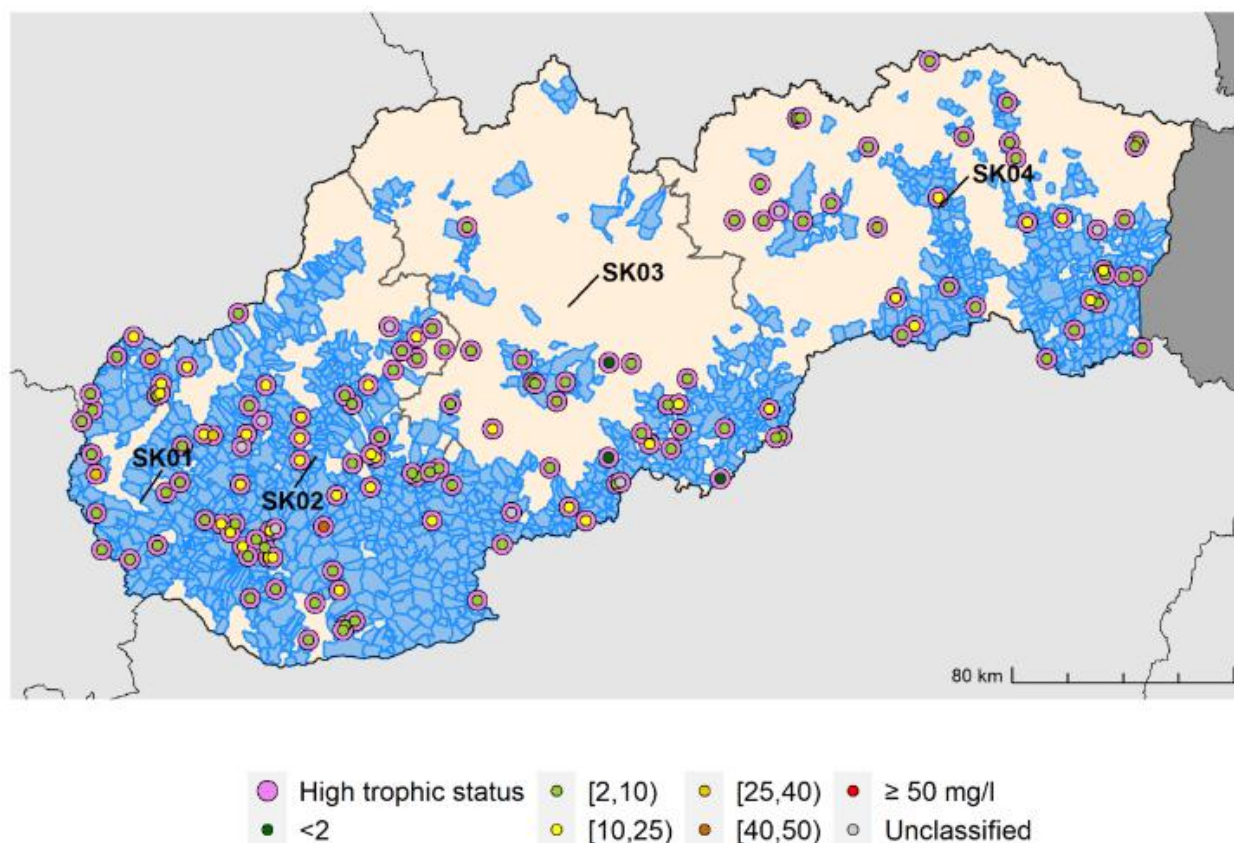 SK04
SK03
SK01
SK02
80 km
High trophic status [2,10) [25,40) ≥ 50 mg/l
<2 [10,25) [40,50) Unclassified